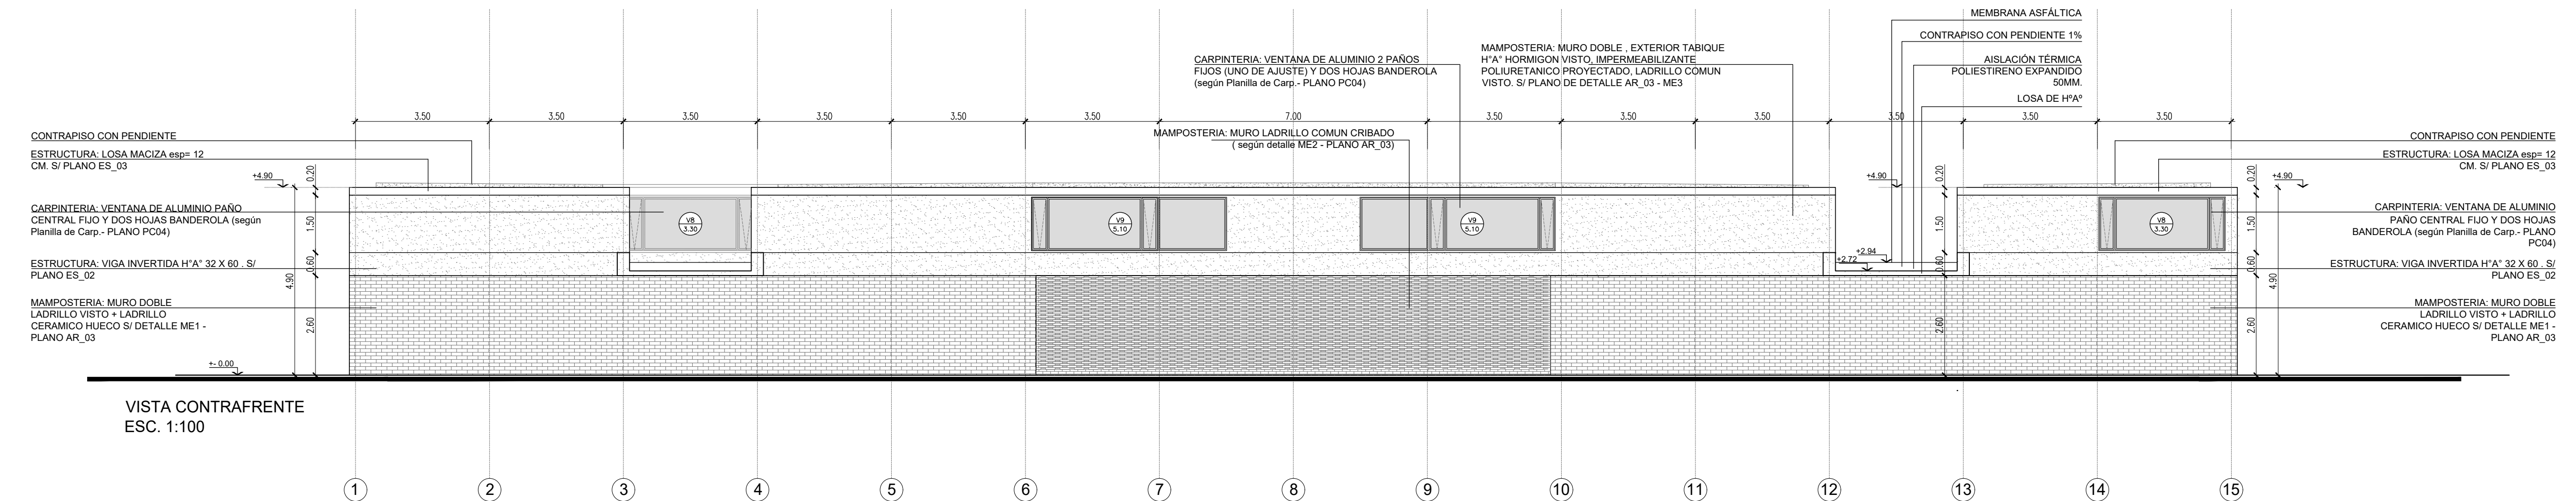 MEMBRANA ASFÁLTICA
CONTRAPISO CON PENDIENTE 1%
AISLACIÓN TÉRMICA
POLIESTIRENO EXPANDIDO
50MM.
LOSA DE HºAº
CARPINTERIA: VENTANA DE ALUMINIO 2 PAÑOS
FIJOS (UNO DE AJUSTE) Y DOS HOJAS BANDEROLA
(según Planilla de Carp.- PLANO PC04)
MAMPOSTERIA: MURO DOBLE , EXTERIOR TABIQUE
H°A° HORMIGON VISTO, IMPERMEABILIZANTE
POLIURETANICO PROYECTADO, LADRILLO COMUN
VISTO. S/ PLANO DE DETALLE AR_03 - ME3
3.50 3.50 3.50 3.50 3.50 3.50 7.00 3.50 3.50 3.50 3.50 3.50 3.50
MAMPOSTERIA: MURO LADRILLO COMUN CRIBADO
( según detalle ME2 - PLANO AR_03)
CONTRAPISO CON PENDIENTE
ESTRUCTURA: LOSA MACIZA esp= 12
CM. S/ PLANO ES_03
+4.90
CARPINTERIA: VENTANA DE ALUMINIO PAÑO
CENTRAL FIJO Y DOS HOJAS BANDEROLA (según
Planilla de Carp.- PLANO PC04)
ESTRUCTURA: VIGA INVERTIDA H°A° 32 X 60 . S/
PLANO ES_02
MAMPOSTERIA: MURO DOBLE
LADRILLO VISTO + LADRILLO
CERAMICO HUECO S/ DETALLE ME1 -
PLANO AR_03
+- 0.00
4.90
0.20
1.50
0.60
2.60
V8
3.30
V9
5.10
V9
5.10
+4.90
+2.94
+2.72
0.20
1.50
0.60
2.60
V8
3.30
0.20
1.50
0.60
2.60
4.90
+4.90
CONTRAPISO CON PENDIENTE
ESTRUCTURA: LOSA MACIZA esp= 12
CM. S/ PLANO ES_03
CARPINTERIA: VENTANA DE ALUMINIO
PAÑO CENTRAL FIJO Y DOS HOJAS
BANDEROLA (según Planilla de Carp.- PLANO
PC04)
ESTRUCTURA: VIGA INVERTIDA H°A° 32 X 60 . S/
PLANO ES_02
MAMPOSTERIA: MURO DOBLE
LADRILLO VISTO + LADRILLO
CERAMICO HUECO S/ DETALLE ME1 -
PLANO AR_03
VISTA CONTRAFRENTE
ESC. 1:100
1 2 3 4 5 6 7 8 9 10 11 12 13 14 15